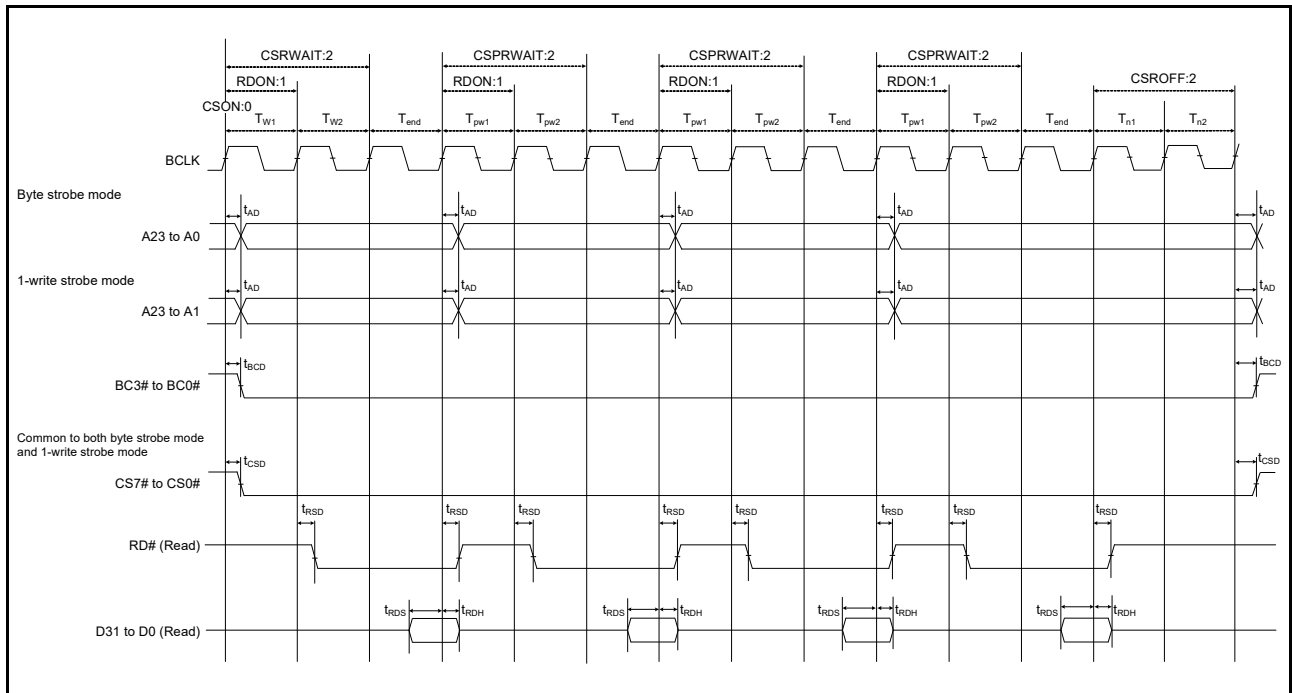 CSRWAIT:2 CSPRWAIT:2 CSPRWAIT:2 CSPRWAIT:2
RDON:1 RDON:1 RDON:1 RDON:1 CSROFF:2
CSON:0
TW1 TW2 Tend Tpw1 Tpw2 Tend Tpw1 Tpw2 Tend Tpw1 Tpw2 Tend Tn1 Tn2
BCLK
Byte strobe mode
tAD tAD tAD tAD tAD
A23 to A0
1-write strobe mode
tAD tAD tAD tAD tAD
A23 to A1
tBCD tBCD
BC3# to BC0#
Common to both byte strobe mode
and 1-write strobe mode
tCSD tCSD
CS7# to CS0#
tRSD tRSD tRSD tRSD tRSD tRSD tRSD tRSD
RD# (Read)
tRDS tRDH tRDS tRDH tRDS tRDH tRDS tRDH
D31 to D0 (Read)